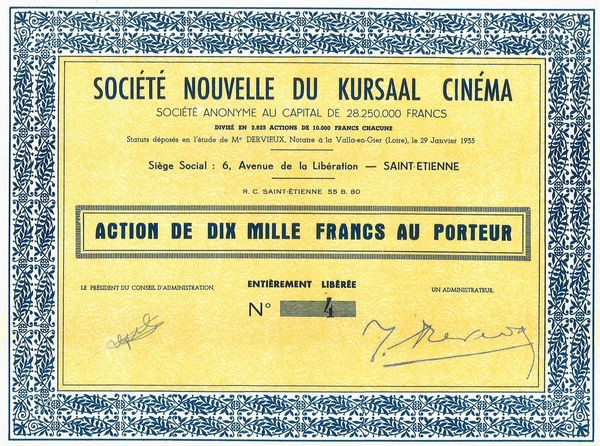 SOCIÉTÉ NOUVELLE DU KURSAAL CINÉMA
SOCIÉTÉ ANONYME AU CAPITAL DE 28.250.000 FRANCS
DIVISÉ EN 2.825 ACTIONS DE 10.000 FRANCS CHACUNE
Statuts déposés en l'étude de Me DERVIEUX, Notaire à la Valla-en-Gier (Loire), le 29 Janvier 1955
Siège Social : 6, Avenue de la Libération — SAINT-ETIENNE
R. C. SAINT-ÉTIENNE 55 B. 80
ACTION DE DIX MILLE FRANCS AU PORTEUR
LE PRÉSIDENT DU CONSEIL D'ADMINISTRATION,
ENTIÈREMENT LIBÉRÉE
UN ADMINISTRATEUR,
N° 4